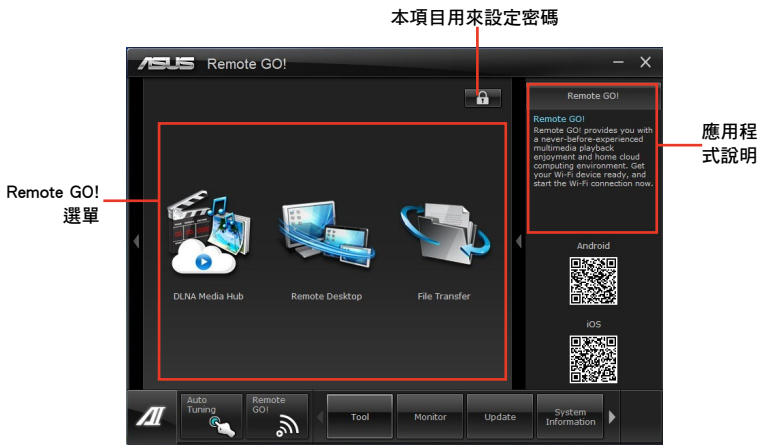 本項目用來設定密碼
ASUS Remote GO!
Remote GO!
Remote GO!
Remote GO! provides you with
a never-before-experienced
multimedia playback
enjoyment and home cloud
computing environment. Get
your Wi-Fi device ready, and
start the Wi-Fi connection now.
應用程
式說明
Remote GO!
選單
DLNA Media Hub
Remote Desktop
File Transfer
Android
iOS
Auto
Tuning
Remote
GO!
Tool
Monitor
Update
System
Information